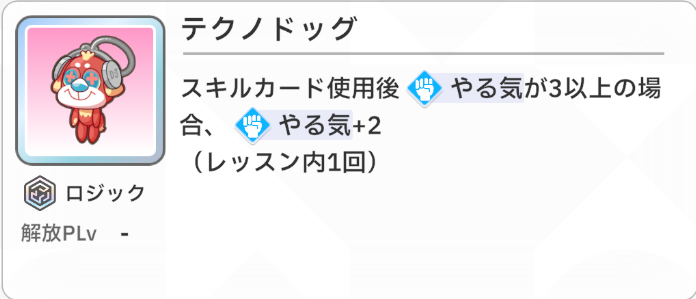 テクノドッグ
スキルカード使用後 やる気が3以上の場
合、 やる気+2
（レッスン内1回）
ロジック
解放PLv -